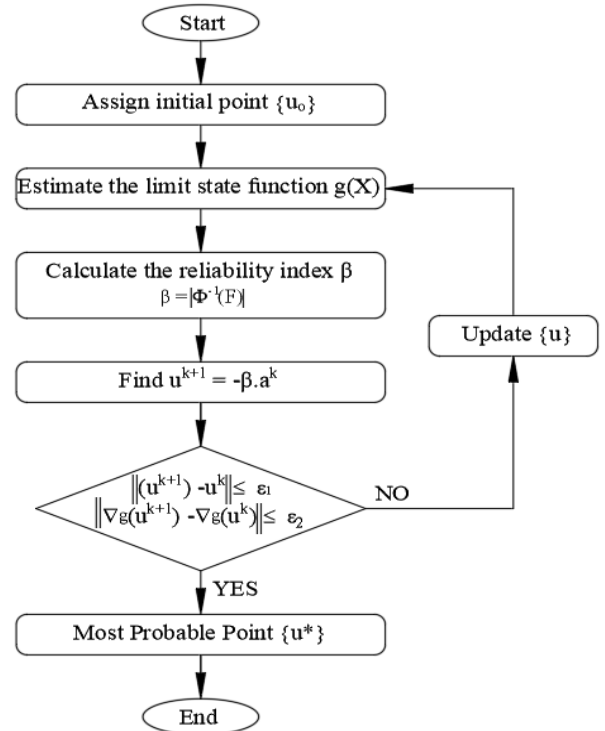 Start
Assign initial point {u₀}
Estimate the limit state function g(X)
Calculate the reliability index β
β =|Φ⁻¹(F)|
Update {u}
Find uᵏ⁺¹ = -β.aᵏ
‖(uᵏ⁺¹) -uᵏ‖≤ ε₁
‖∇g(uᵏ⁺¹) -∇g(uᵏ)‖≤ ε₂
NO
YES
Most Probable Point {u*}
End